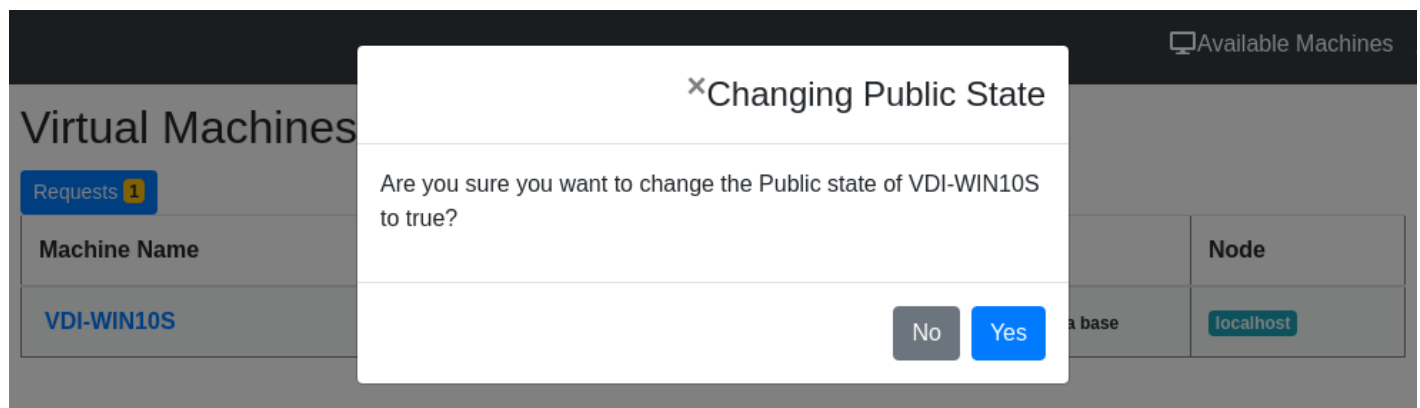 Available Machines
×Changing Public State
Virtual Machines
Are you sure you want to change the Public state of VDI-WIN10S
to true?
Requests 1
Machine Name
Node
VDI-WIN10S
a base
localhost
No
Yes